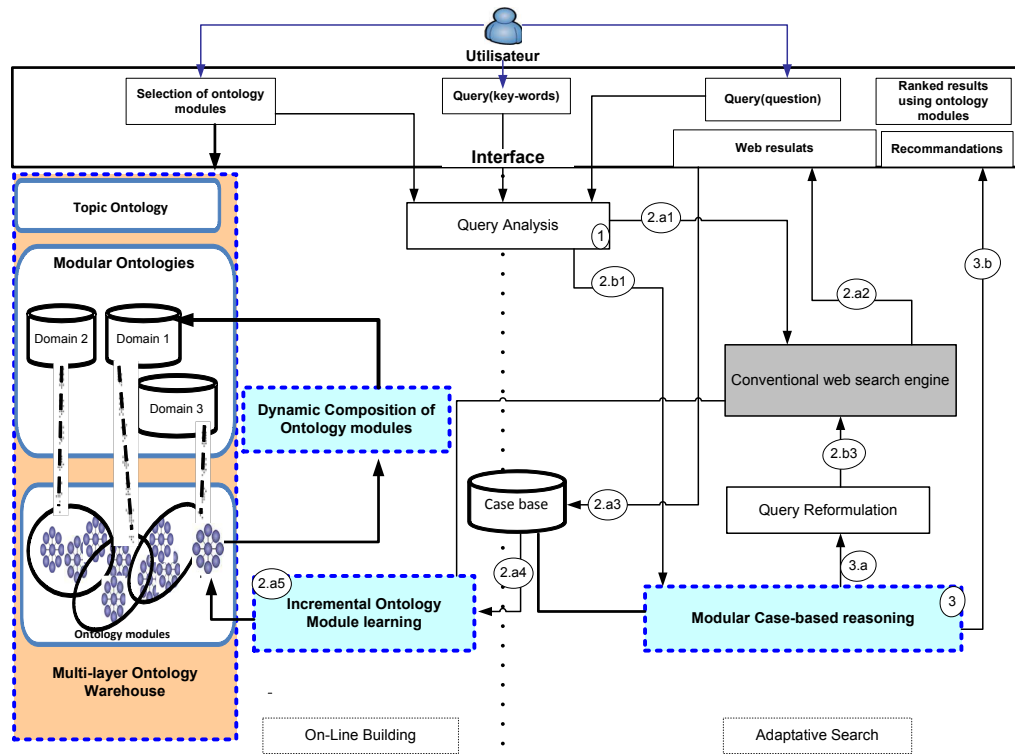 Utilisateur
Selection of ontology
modules
Query(key-words)
Query(question)
Ranked results
using ontology
modules
Web resulats
Recommandations
Interface
Topic Ontology
Query Analysis
1
2.a1
2.b1
3.b
2.a2
Modular Ontologies
Domain 2
Domain 1
Domain 3
Conventional web search engine
Dynamic Composition of
Ontology modules
2.b3
Case base
2.a3
Query Reformulation
2.a4
3.a
2.a5
Incremental Ontology
Module learning
3
Modular Case-based reasoning
Ontology modules
Multi-layer Ontology
Warehouse
-
On-Line Building
Adaptative Search